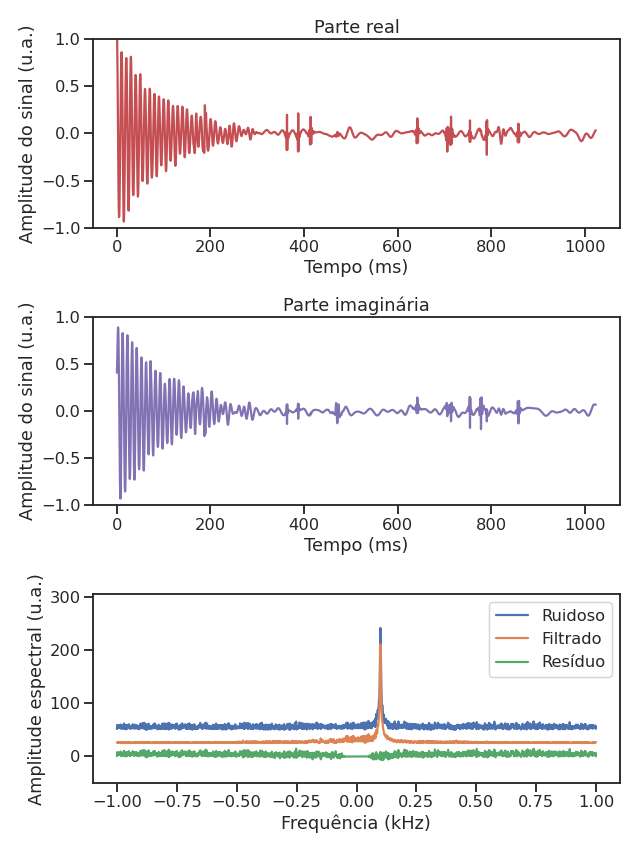 Parte real
Amplitude do sinal (u.a.)
1.0
0.5
0.0
−0.5
−1.0
0 200 400 600 800 1000
Tempo (ms)
Parte imaginária
Amplitude do sinal (u.a.)
1.0
0.5
0.0
−0.5
−1.0
0 200 400 600 800 1000
Tempo (ms)
Amplitude espectral (u.a.)
300
200
100
0
Ruidoso
Filtrado
Resíduo
−1.00 −0.75 −0.50 −0.25 0.00 0.25 0.50 0.75 1.00
Frequência (kHz)